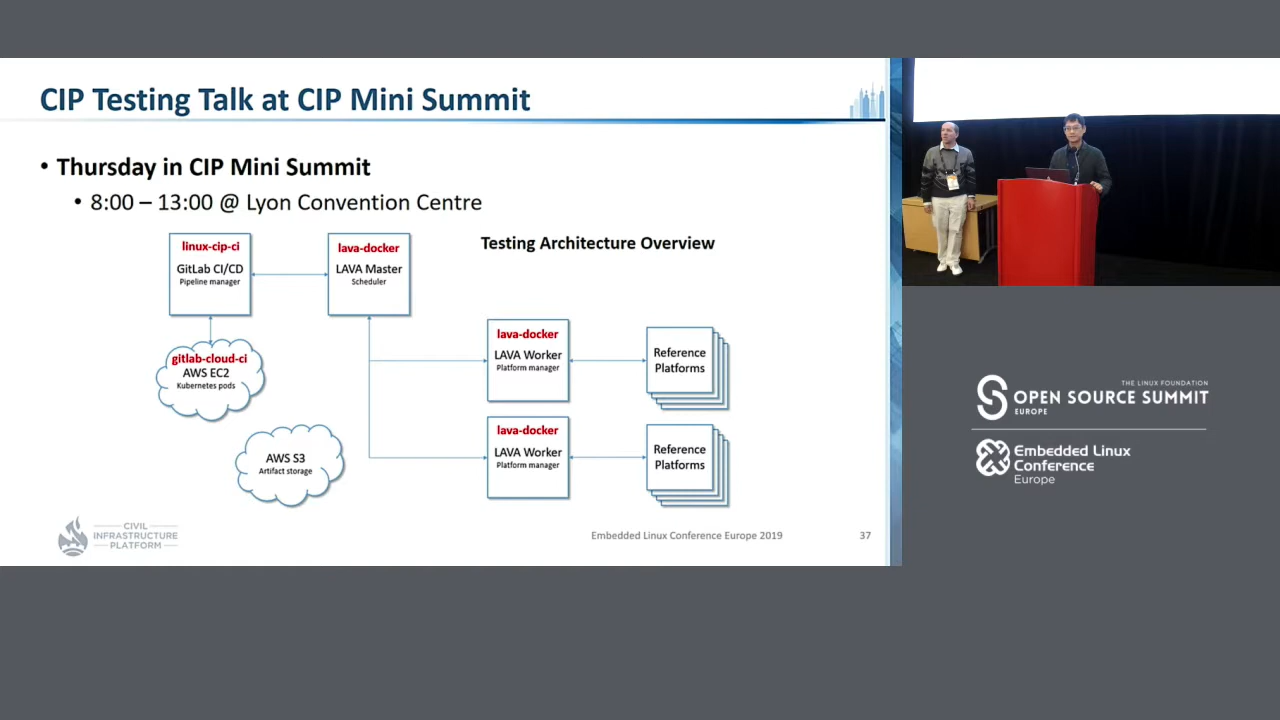 CIP Testing Talk at CIP Mini Summit
• Thursday in CIP Mini Summit
• 8:00 – 13:00 @ Lyon Convention Centre
Testing Architecture Overview
linux-cip-ci
GitLab CI/CD
Pipeline manager
lava-docker
LAVA Master
Scheduler
gitlab-cloud-ci
AWS EC2
Kubernetes pods
lava-docker
LAVA Worker
Platform manager
Reference
Platforms
AWS S3
Artifact storage
lava-docker
LAVA Worker
Platform manager
Reference
Platforms
CIVIL
INFRASTRUCTURE
PLATFORM
Embedded Linux Conference Europe 2019
37
THE LINUX FOUNDATION
OPEN SOURCE SUMMIT
EUROPE
Embedded Linux
Conference
Europe